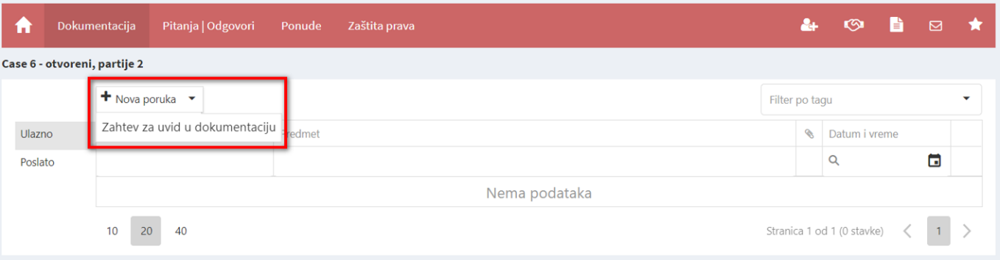 Dokumentacija Pitanja | Odgovori Ponude Zaštita prava
Case 6 - otvoreni, partije 2
Nova poruka Filter po tagu
Zahtev za uvid u dokumentaciju
Ulazno Datum i vreme
Poslato
Nema podataka
10 20 40 Stranica 1 od 1 (0 stavke) 1